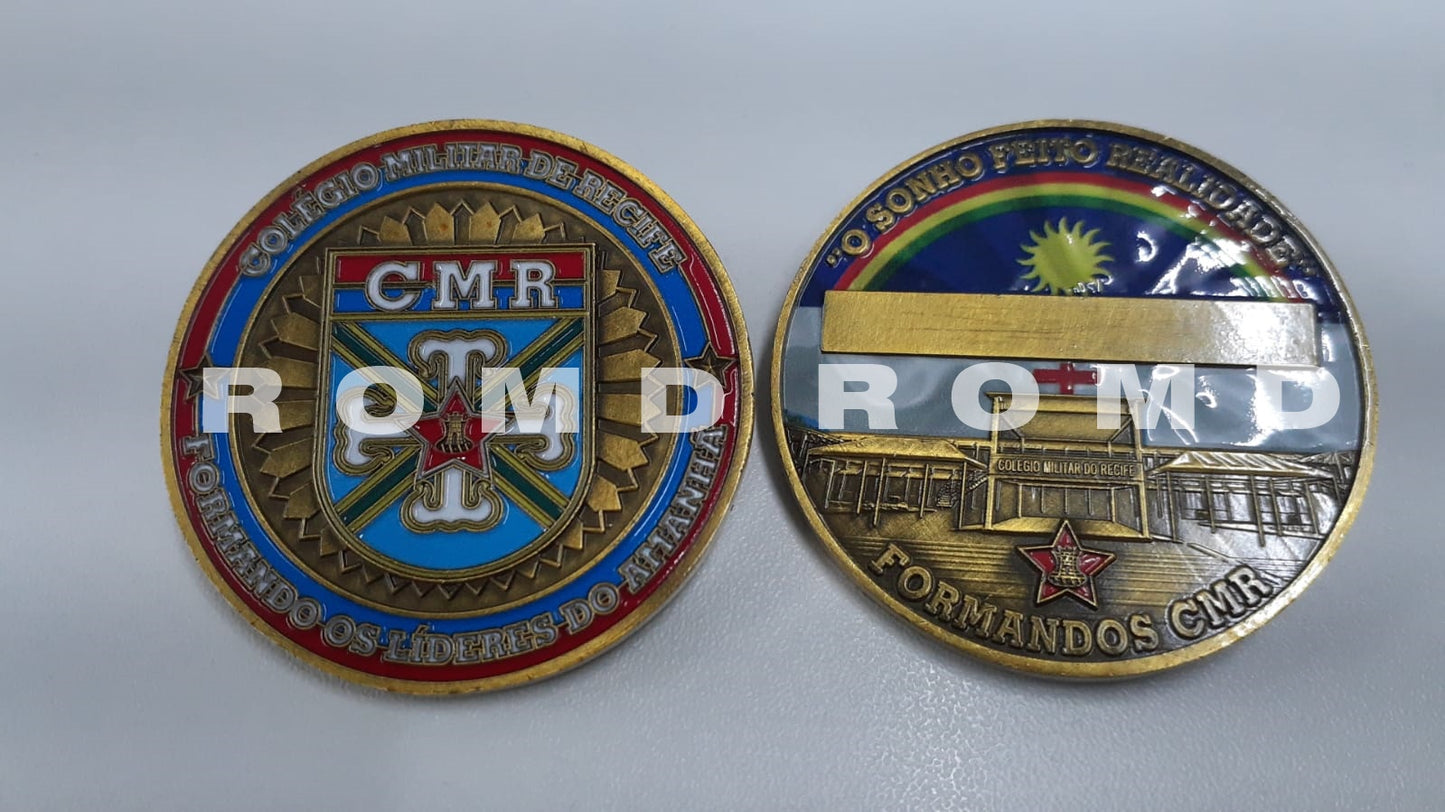 COLÉGIO MILITAR DE RECIFE
CMR
FORMANDO OS LÍDERES DO AMANHÃ
"O SONHO FEITO REALIDADE"
COLÉGIO MILITAR DO RECIFE
FORMANDOS CMR
ROMD ROMD